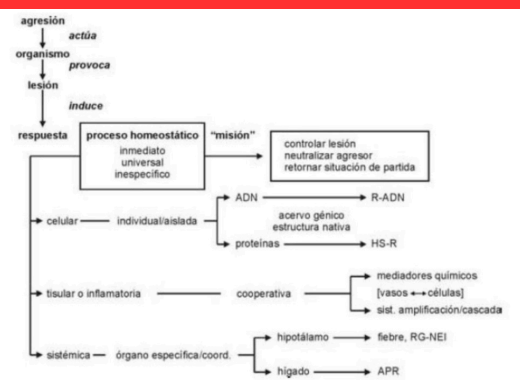 agresión
actúa
organismo
provoca
lesión
induce
respuesta proceso homeostático "misión" controlar lesión
inmediato neutralizar agresor
universal retornar situación de partida
inespecífico
ADN R-ADN
celular individual/aislada acervo génico
estructura nativa
proteínas HS-R
mediadores químicos
tisular o inflamatoria cooperativa [vasos ↔ células]
sist. amplificación/cascada
hipotálamo fiebre, RG-NEI
sistémica órgano específica/coord.
hígado APR